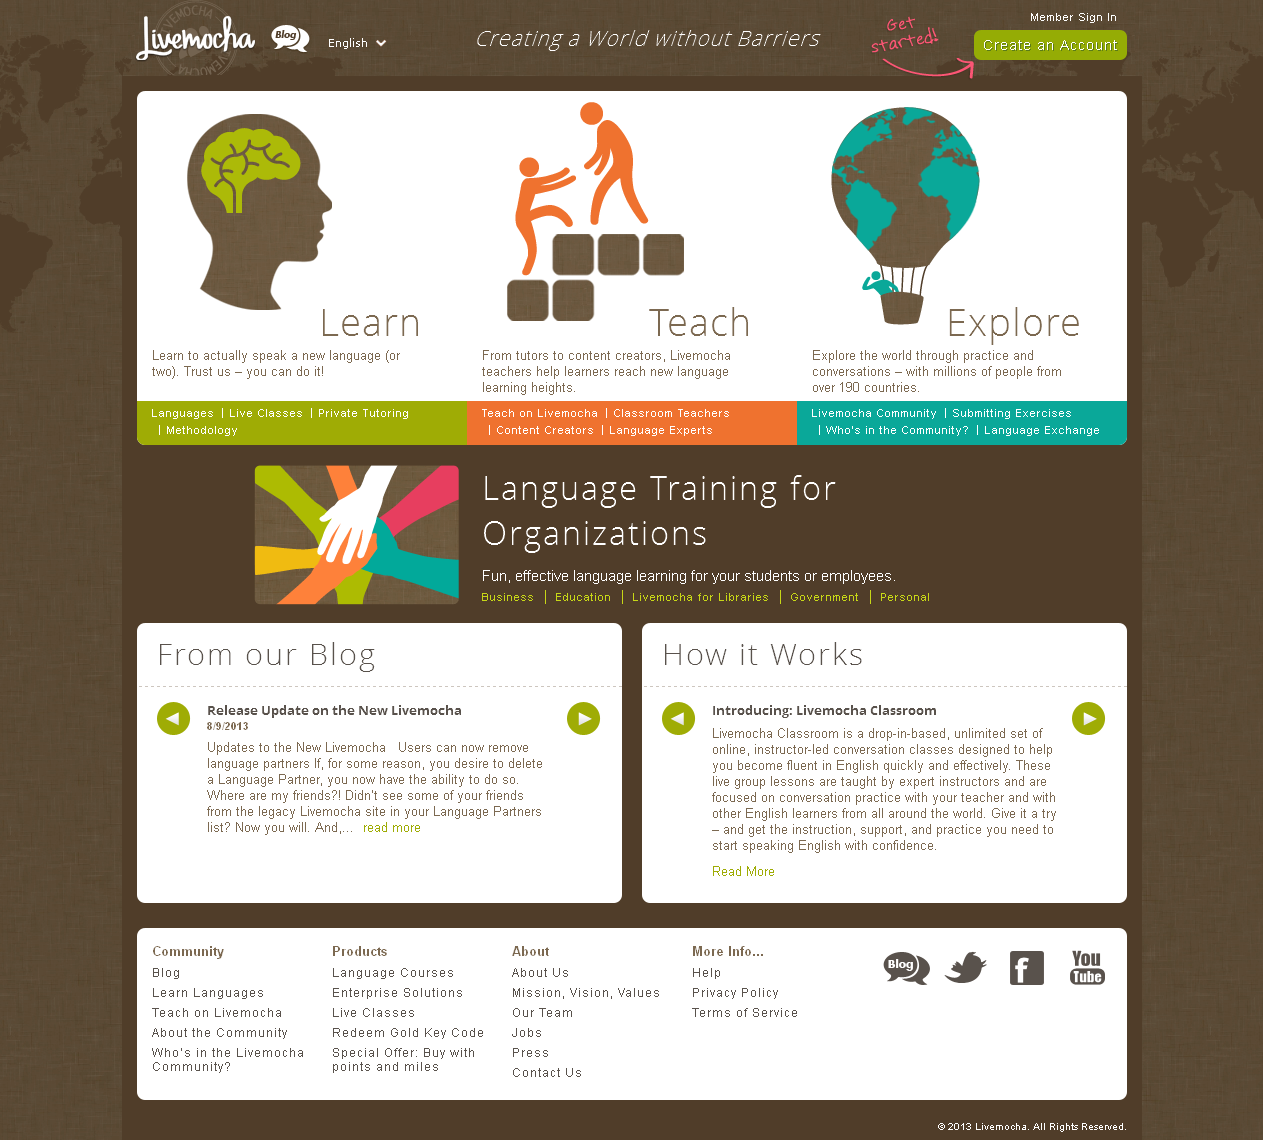 Livemocha
Blog
English
Creating a World without Barriers
Get started!
Member Sign In
Create an Account
Learn
Learn to actually speak a new language (or
two). Trust us – you can do it!
Languages | Live Classes | Private Tutoring
| Methodology
Teach
From tutors to content creators, Livemocha
teachers help learners reach new language
learning heights.
Teach on Livemocha | Classroom Teachers
| Content Creators | Language Experts
Explore
Explore the world through practice and
conversations – with millions of people from
over 190 countries.
Livemocha Community | Submitting Exercises
| Who's in the Community? | Language Exchange
Language Training for
Organizations
Fun, effective language learning for your students or employees.
Business | Education | Livemocha for Libraries | Government | Personal
From our Blog
Release Update on the New Livemocha
8/9/2013
Updates to the New Livemocha   Users can now remove
language partners If, for some reason, you desire to delete
a Language Partner, you now have the ability to do so.
Where are my friends?! Didn't see some of your friends
from the legacy Livemocha site in your Language Partners
list? Now you will. And,... read more
How it Works
Introducing: Livemocha Classroom
Livemocha Classroom is a drop-in-based, unlimited set of
online, instructor-led conversation classes designed to help
you become fluent in English quickly and effectively. These
live group lessons are taught by expert instructors and are
focused on conversation practice with your teacher and with
other English learners from all around the world. Give it a try
– and get the instruction, support, and practice you need to
start speaking English with confidence.
Read More
Community
Blog
Learn Languages
Teach on Livemocha
About the Community
Who's in the Livemocha
Community?
Products
Language Courses
Enterprise Solutions
Live Classes
Redeem Gold Key Code
Special Offer: Buy with
points and miles
About
About Us
Mission, Vision, Values
Our Team
Jobs
Press
Contact Us
More Info...
Help
Privacy Policy
Terms of Service
Blog
f
You
Tube
© 2013 Livemocha. All Rights Reserved.